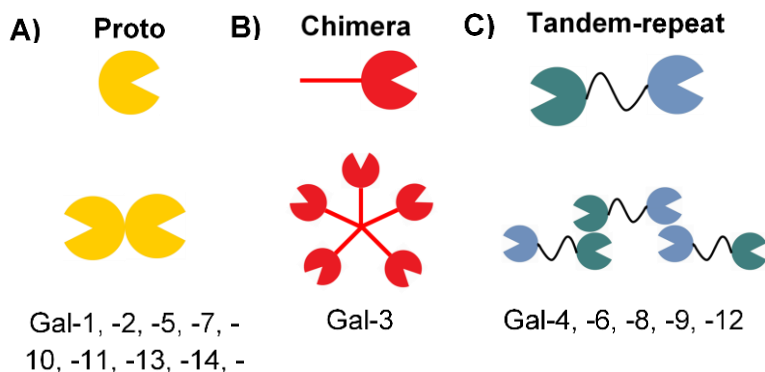 A) Proto
B) Chimera
C) Tandem-repeat
Gal-1, -2, -5, -7, -
10, -11, -13, -14, -
Gal-3
Gal-4, -6, -8, -9, -12